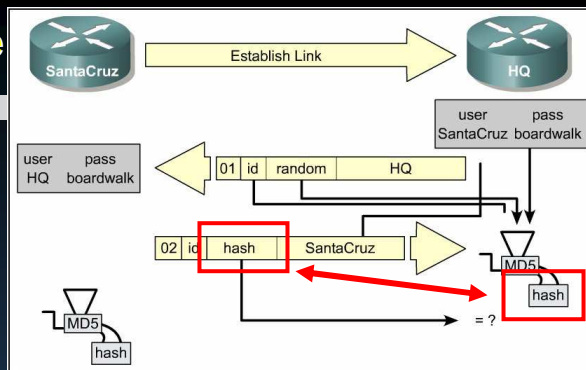 e
Establish Link
SantaCruz
HQ
user pass
SantaCruz boardwalk
user pass
HQ boardwalk
01 id random HQ
02 id hash SantaCruz
MD5
hash
= ?
MD5
hash